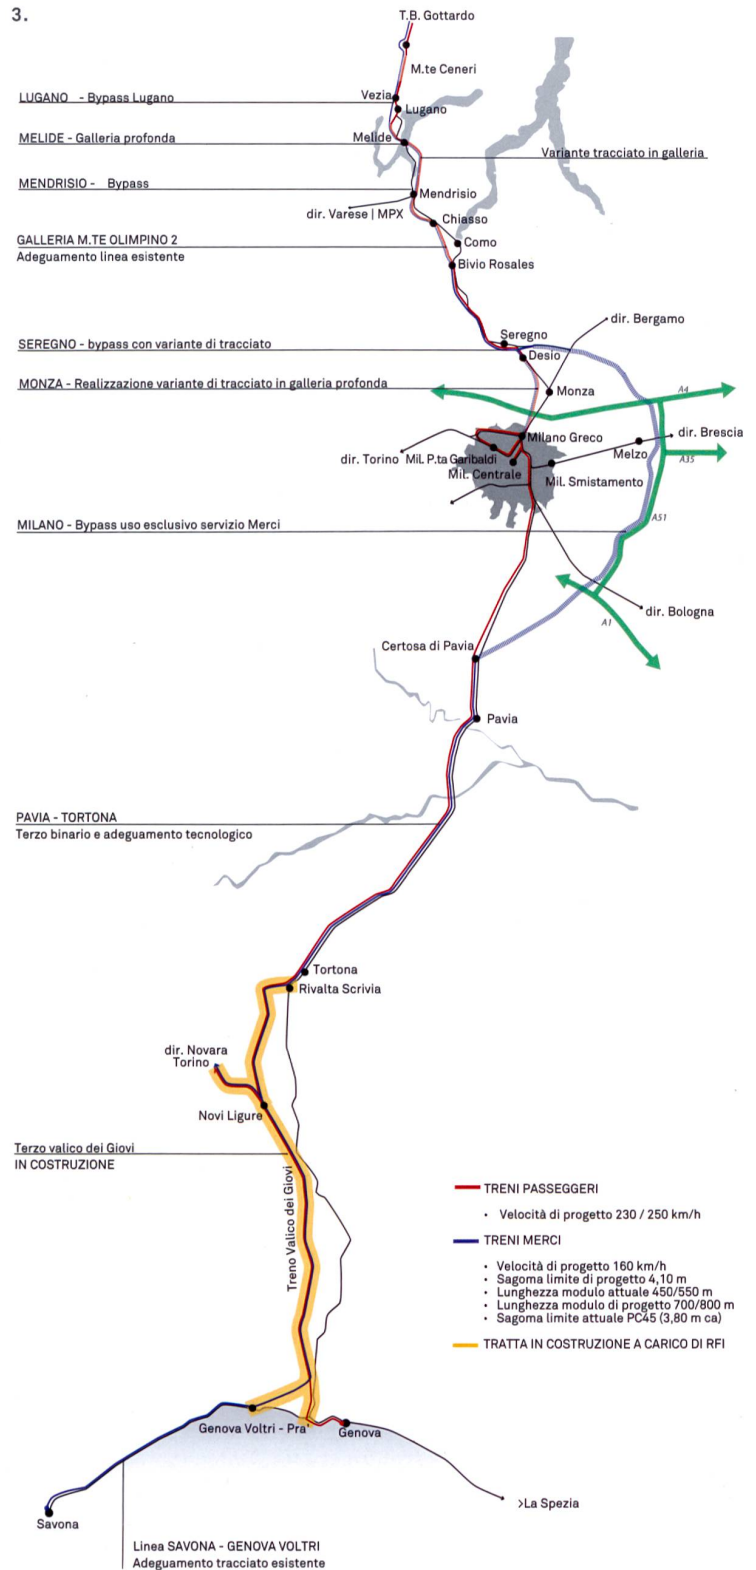 3.
T.B. Gottardo
M.te Ceneri
Vezia
LUGANO - Bypass Lugano
Lugano
MELIDE - Galleria profonda
Melide
Variante tracciato in galleria
MENDRISIO - Bypass
Mendrisio
dir. Varese | MPX
Chiasso
GALLERIA M.TE OLIMPINO 2
Adeguamento linea esistente
Como
Bivio Rosales
dir. Bergamo
Seregno
SEREGNO - bypass con variante di tracciato
Desio
MONZA - Realizzazione variante di tracciato in galleria profonda
Monza
A4
Milano Greco
dir. Brescia
Melzo
A35
dir. Torino
Mil. P.ta Garibaldi
Mil. Centrale
Mil. Smistamento
MILANO - Bypass uso esclusivo servizio Merci
A51
dir. Bologna
A1
Certosa di Pavia
Pavia
PAVIA - TORTONA
Terzo binario e adeguamento tecnologico
Tortona
Rivalta Scrivia
dir. Novara
Torino
Novi Ligure
Terzo valico dei Giovi
IN COSTRUZIONE
Treno Valico dei Giovi
TRENI PASSEGGERI
· Velocità di progetto 230 / 250 km/h
TRENI MERCI
· Velocità di progetto 160 km/h
· Sagoma limite di progetto 4,10 m
· Lunghezza modulo attuale 450/550 m
· Lunghezza modulo di progetto 700/800 m
· Sagoma limite attuale PC45 (3,80 m ca)
TRATTA IN COSTRUZIONE A CARICO DI RFI
Genova Voltri - Pra'
Genova
>La Spezia
Savona
Linea SAVONA - GENOVA VOLTRI
Adeguamento tracciato esistente